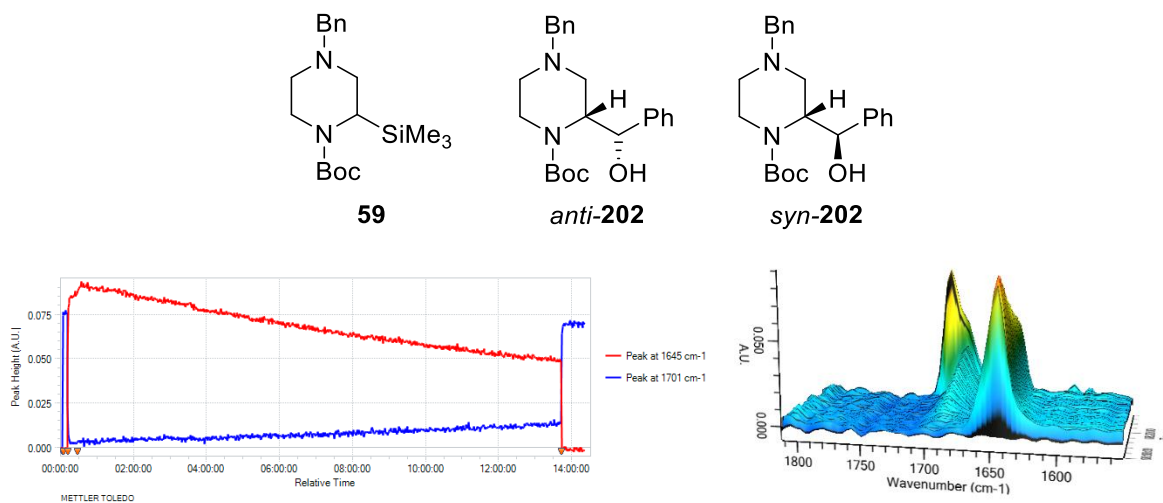 Bn
N
N
Boc
SiMe3
59
Bn
N
H
Ph
N
Boc
OH
anti-202
Bn
N
H
Ph
N
Boc
OH
syn-202
Peak Height (A.U.)
0.075
0.050
0.025
0.000
00:00:00 02:00:00 04:00:00 06:00:00 08:00:00 10:00:00 12:00:00 14:00:00
Relative Time
METTLER TOLEDO
Peak at 1645 cm-1
Peak at 1701 cm-1
0.050
A.U.
0.000
1800 1750 1700 1650 1600
Wavenumber (cm-1)